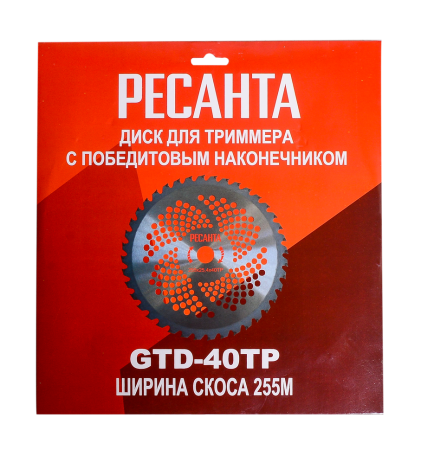 РЕСАНТА
ДИСК ДЛЯ ТРИММЕРА
С ПОБЕДИТОВЫМ НАКОНЕЧНИКОМ
РЕСАНТА
GTD-40TP
ШИРИНА СКОСА 255М